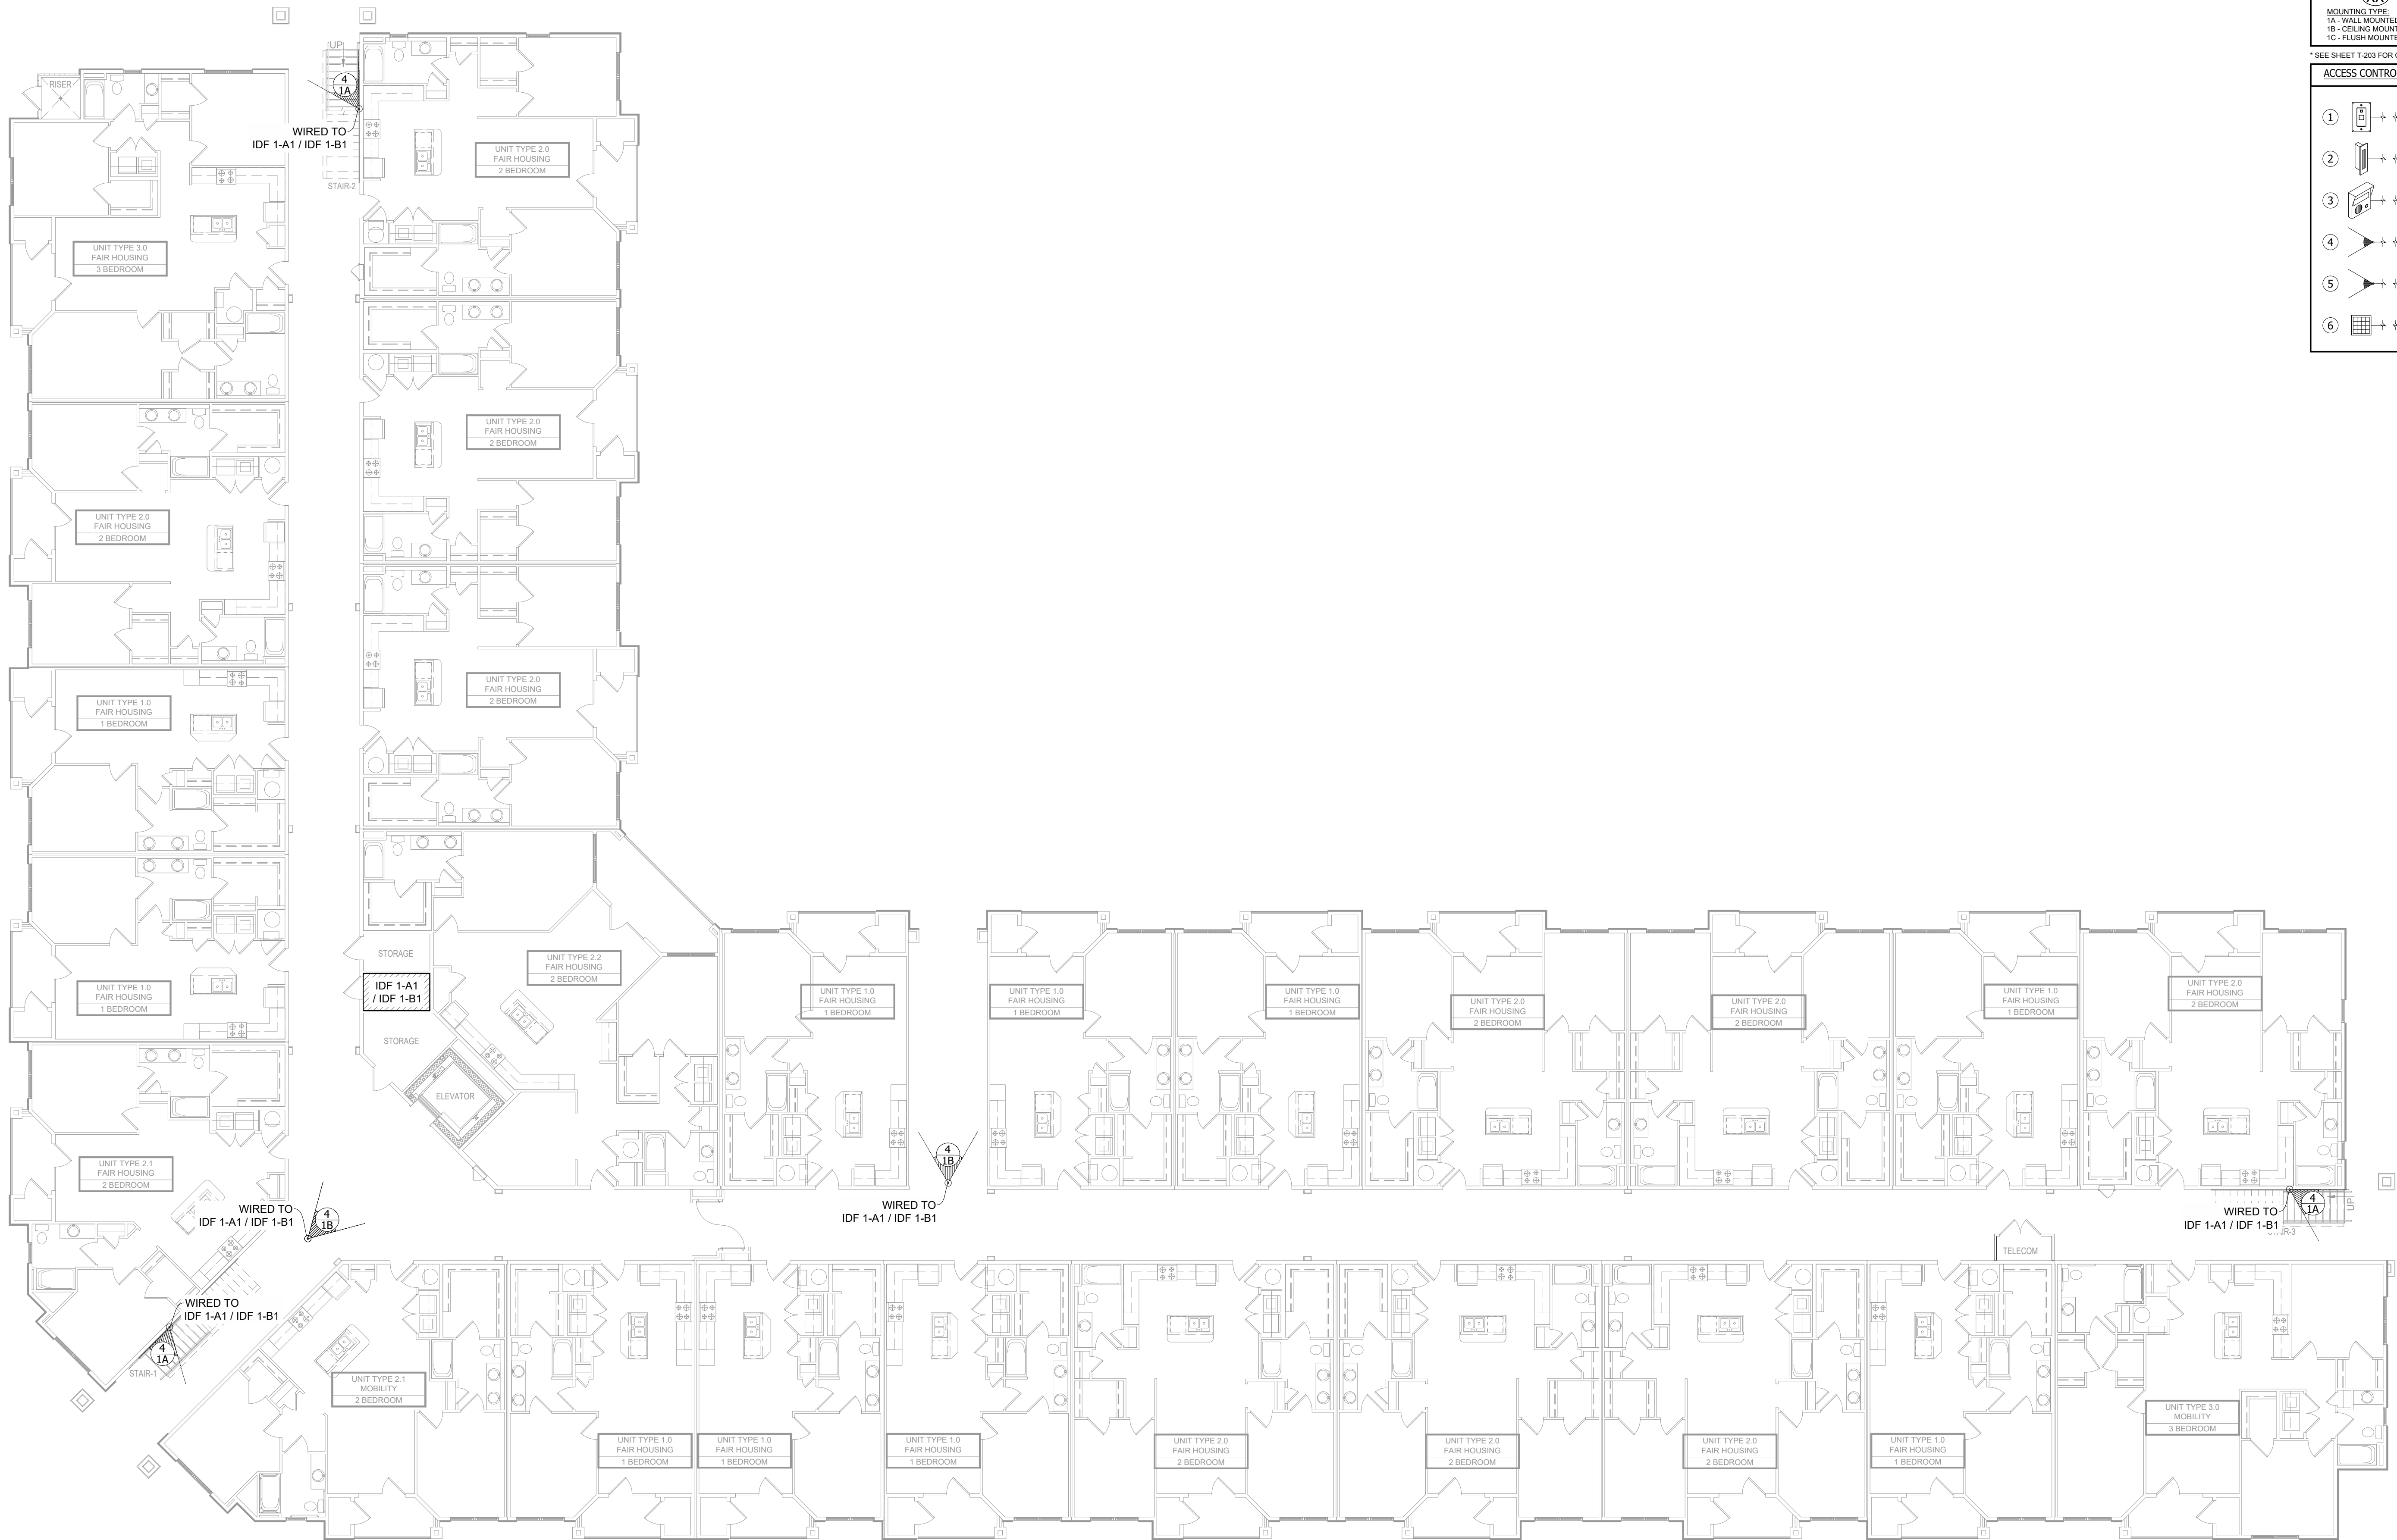 MOUNTING TYPE:
1A - WALL MOUNTED
1B - CEILING MOUNT
1C - FLUSH MOUNTE
* SEE SHEET T-203 FOR
ACCESS CONTRO
1
2
3
4
5
6
UP
4
1A
RISER
WIRED TO
IDF 1-A1 / IDF 1-B1
STAIR-2
UNIT TYPE 2.0
FAIR HOUSING
2 BEDROOM
UNIT TYPE 3.0
FAIR HOUSING
3 BEDROOM
UNIT TYPE 2.0
FAIR HOUSING
2 BEDROOM
UNIT TYPE 2.0
FAIR HOUSING
2 BEDROOM
UNIT TYPE 2.0
FAIR HOUSING
2 BEDROOM
UNIT TYPE 1.0
FAIR HOUSING
1 BEDROOM
STORAGE
UNIT TYPE 2.2
FAIR HOUSING
2 BEDROOM
IDF 1-A1
/ IDF 1-B1
UNIT TYPE 1.0
FAIR HOUSING
1 BEDROOM
STORAGE
ELEVATOR
UNIT TYPE 1.0
FAIR HOUSING
1 BEDROOM
UNIT TYPE 1.0
FAIR HOUSING
1 BEDROOM
UNIT TYPE 1.0
FAIR HOUSING
1 BEDROOM
UNIT TYPE 2.0
FAIR HOUSING
2 BEDROOM
UNIT TYPE 2.0
FAIR HOUSING
2 BEDROOM
UNIT TYPE 1.0
FAIR HOUSING
1 BEDROOM
UNIT TYPE 2.0
FAIR HOUSING
2 BEDROOM
UNIT TYPE 2.1
FAIR HOUSING
2 BEDROOM
WIRED TO
IDF 1-A1 / IDF 1-B1
4
1B
4
1B
WIRED TO
IDF 1-A1 / IDF 1-B1
4
1A
UP
WIRED TO
IDF 1-A1 / IDF 1-B1
STAIR-3
TELECOM
WIRED TO
IDF 1-A1 / IDF 1-B1
4
1A
STAIR-1
UNIT TYPE 2.1
MOBILITY
2 BEDROOM
UNIT TYPE 1.0
FAIR HOUSING
1 BEDROOM
UNIT TYPE 1.0
FAIR HOUSING
1 BEDROOM
UNIT TYPE 1.0
FAIR HOUSING
1 BEDROOM
UNIT TYPE 2.0
FAIR HOUSING
2 BEDROOM
UNIT TYPE 2.0
FAIR HOUSING
2 BEDROOM
UNIT TYPE 2.0
FAIR HOUSING
2 BEDROOM
UNIT TYPE 1.0
FAIR HOUSING
1 BEDROOM
UNIT TYPE 3.0
MOBILITY
3 BEDROOM